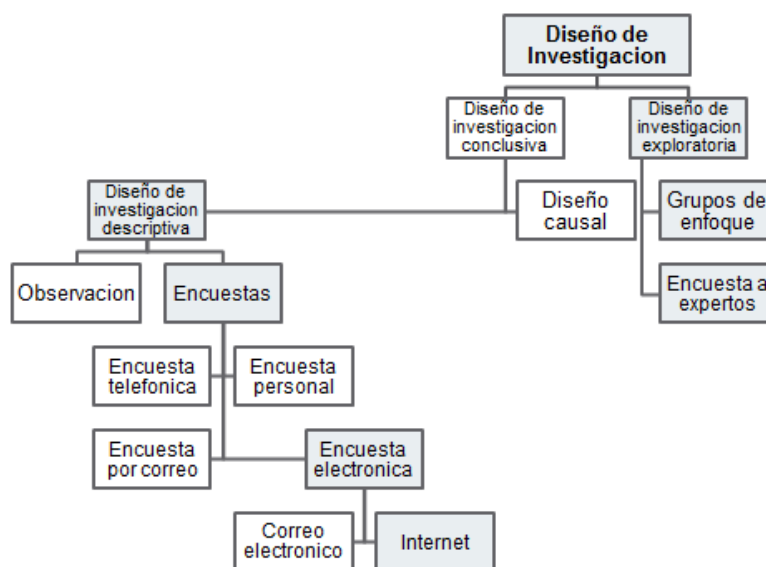 Diseño de
Investigacion
Diseño de
investigacion
conclusiva
Diseño de
investigacion
exploratoria
Diseño de
investigacion
descriptiva
Diseño
causal
Grupos de
enfoque
Observacion
Encuestas
Encuesta a
expertos
Encuesta
telefonica
Encuesta
personal
Encuesta
por correo
Encuesta
electronica
Correo
electronico
Internet